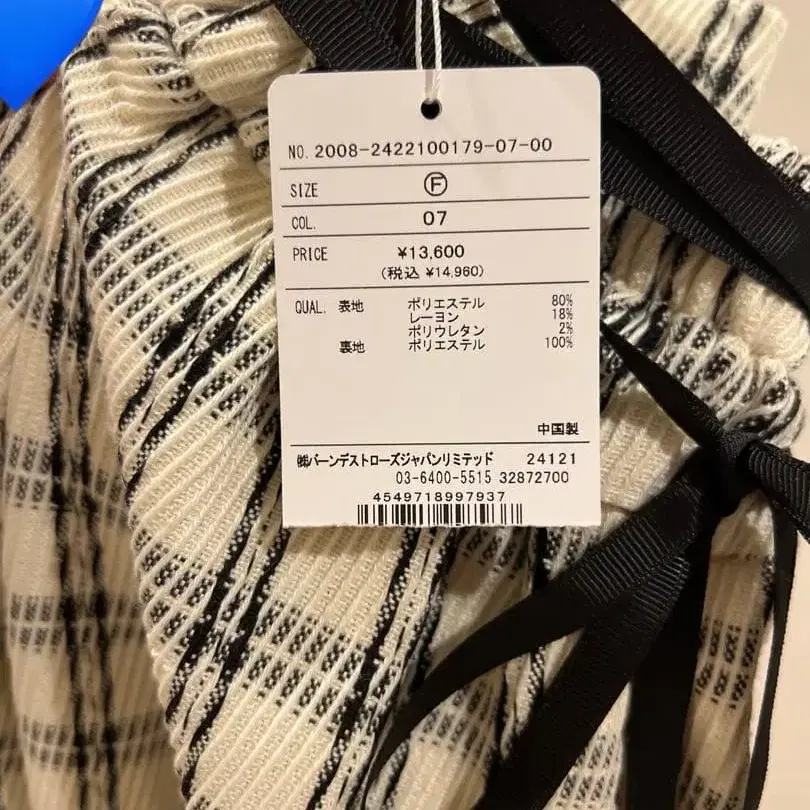 NO. 2008-2422100179-07-00
SIZE Ⓕ
COL. 07
PRICE ¥13,600
(税込 ¥14,960)
QUAL. 表地 ポリエステル 80%
レーヨン 18%
ポリウレタン 2%
裏地 ポリエステル 100%
中国製
㈱バーンデストローズジャパンリミテッド 24121
03-6400-5515 32872700
4549718997937